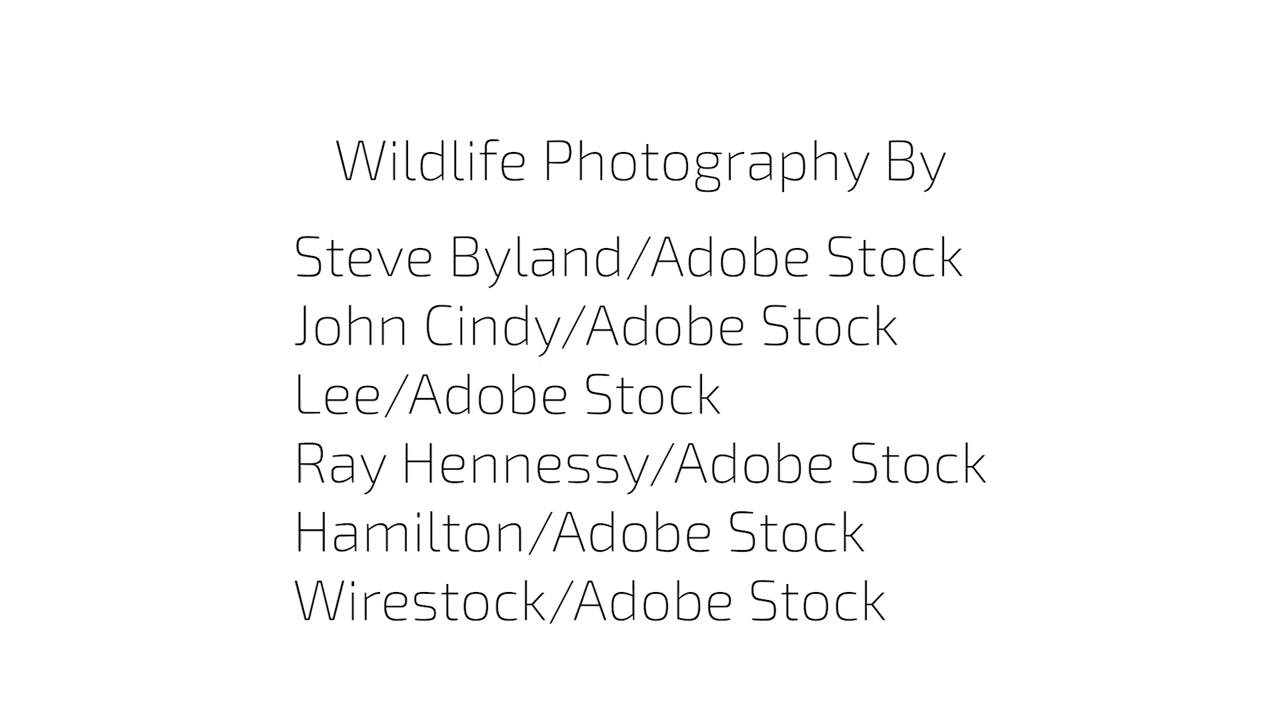 Wildlife Photography By
Steve Byland/Adobe Stock
John Cindy/Adobe Stock
Lee/Adobe Stock
Ray Hennessy/Adobe Stock
Hamilton/Adobe Stock
Wirestock/Adobe Stock